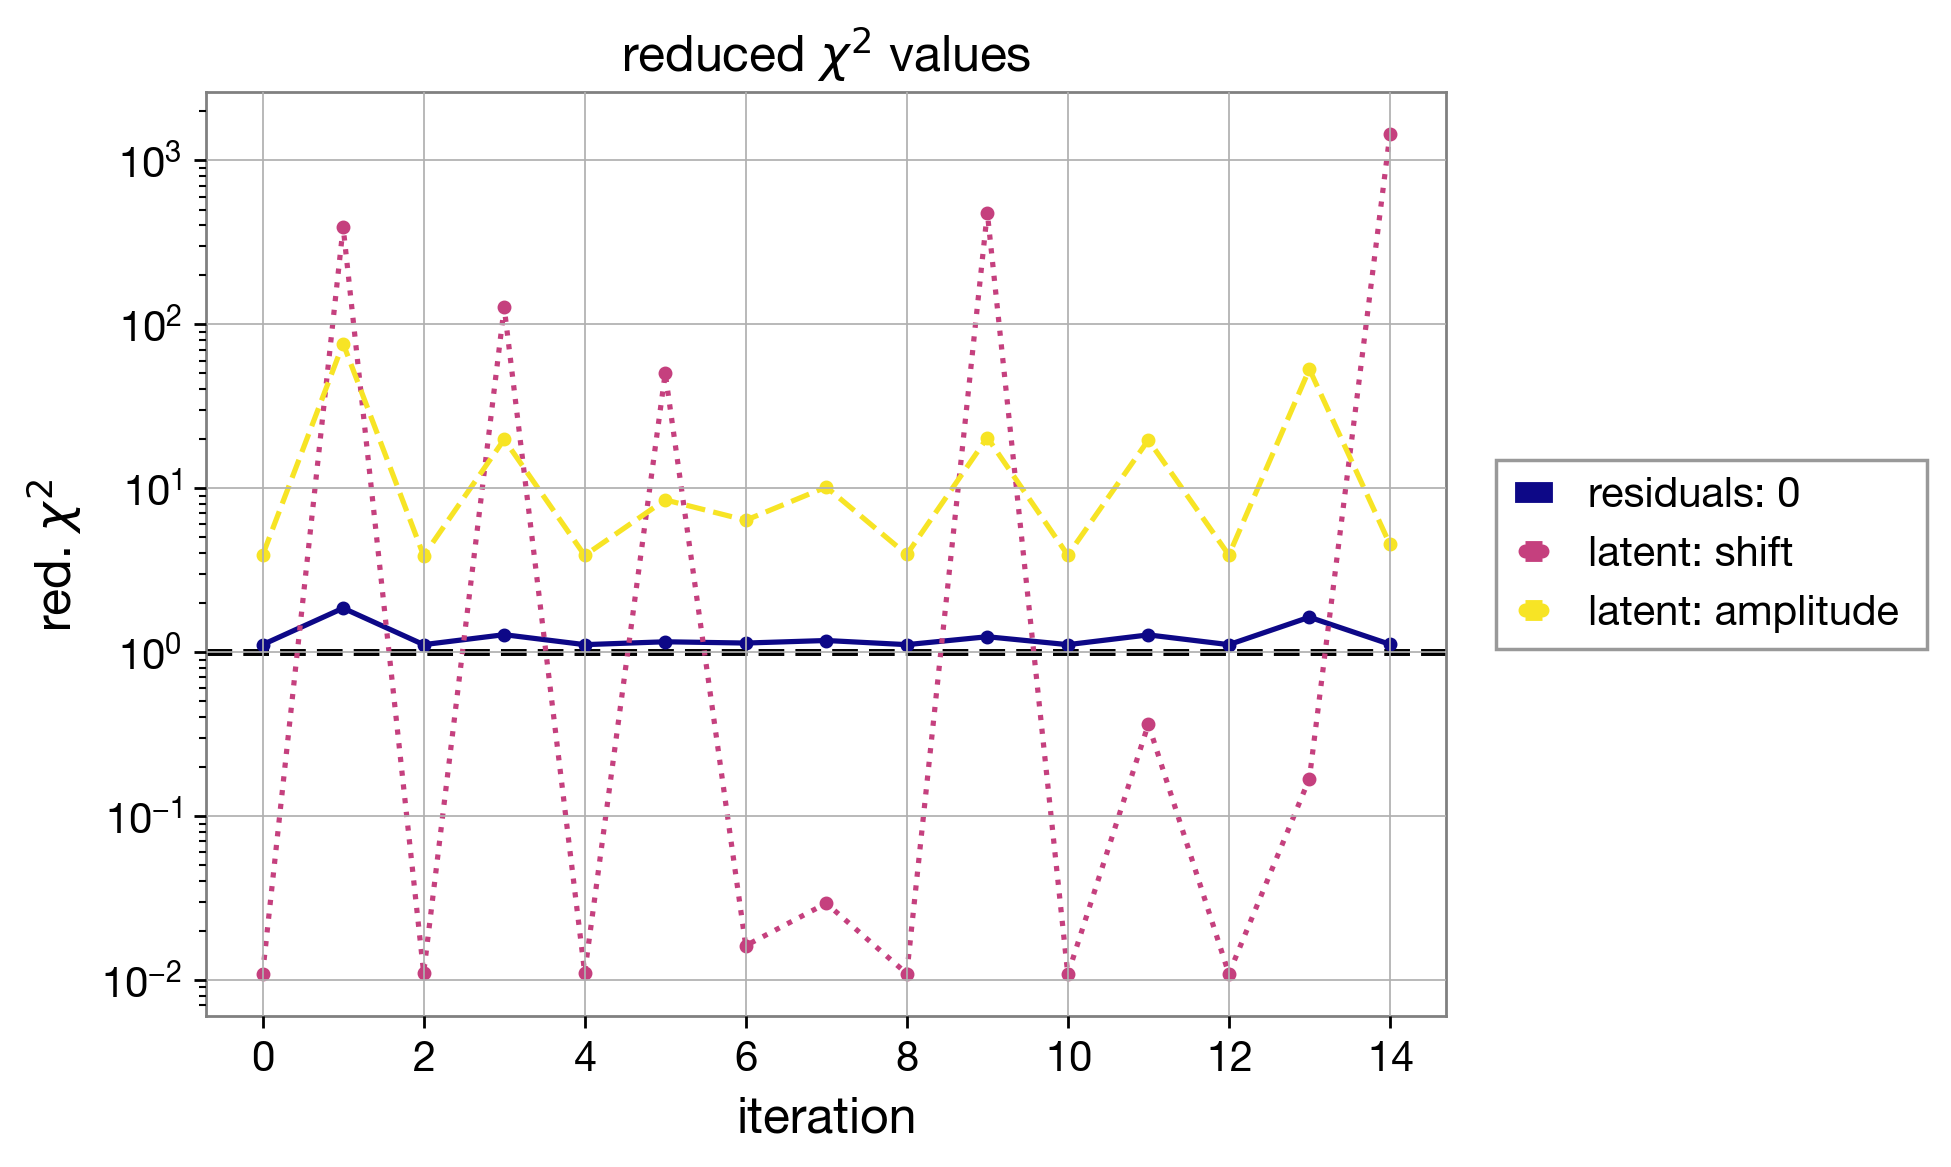 reduced χ² values
red. χ²
10³
10²
10¹
10⁰
10⁻¹
10⁻²
0 2 4 6 8 10 12 14
iteration
residuals: 0
latent: shift
latent: amplitude